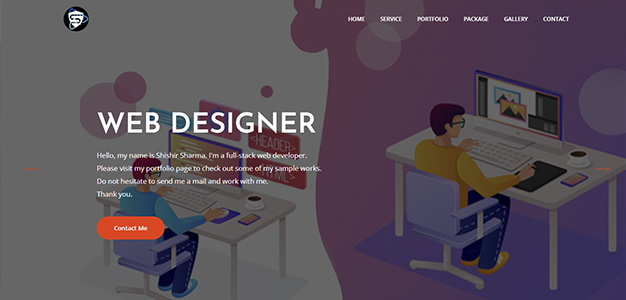 HOME SERVICE PORTFOLIO PACKAGE GALLERY CONTACT
WEB DESIGNER
<HEADER>
HTML>
Hello, my name is Shishir Sharma. I'm a full-stack web developer.
Please visit my portfolio page to check out some of my sample works.
Do not hesitate to send me a mail and work with me.
Thank you.
Contact Me